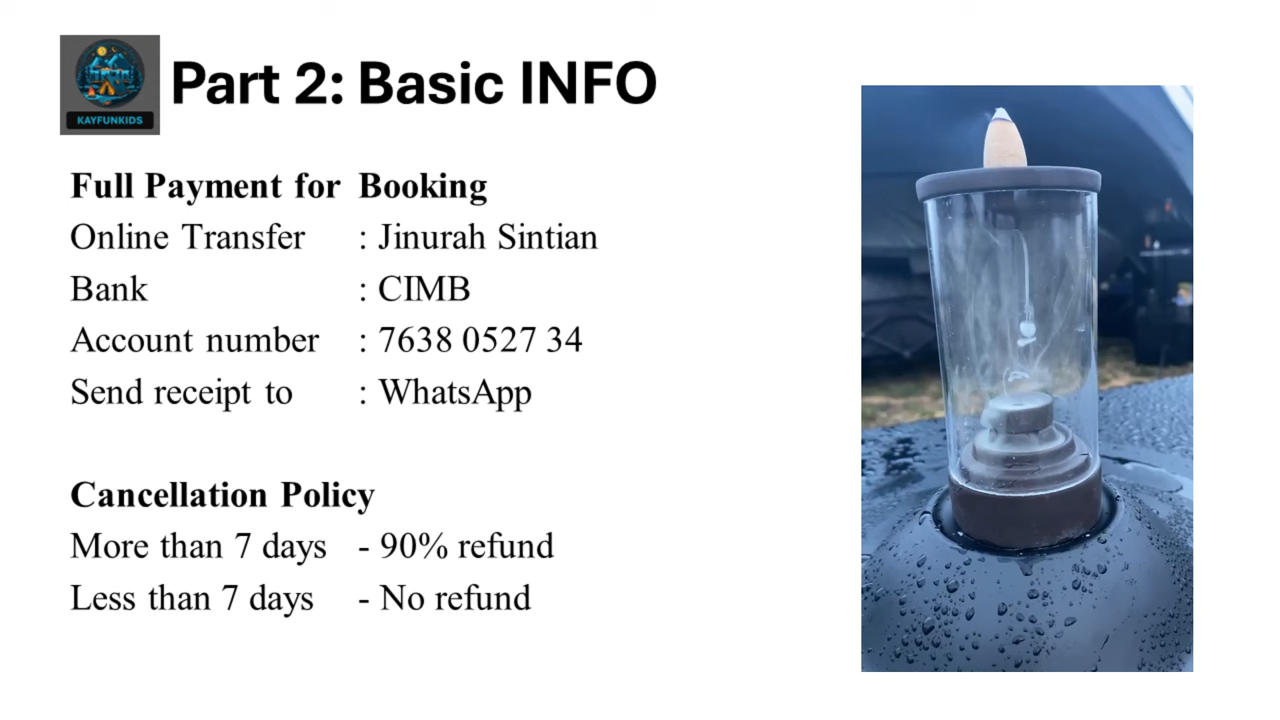 KAYFUNKIDS
Part 2: Basic INFO
Full Payment for Booking
Online Transfer : Jinurah Sintian
Bank : CIMB
Account number : 7638 0527 34
Send receipt to : WhatsApp
Cancellation Policy
More than 7 days - 90% refund
Less than 7 days - No refund